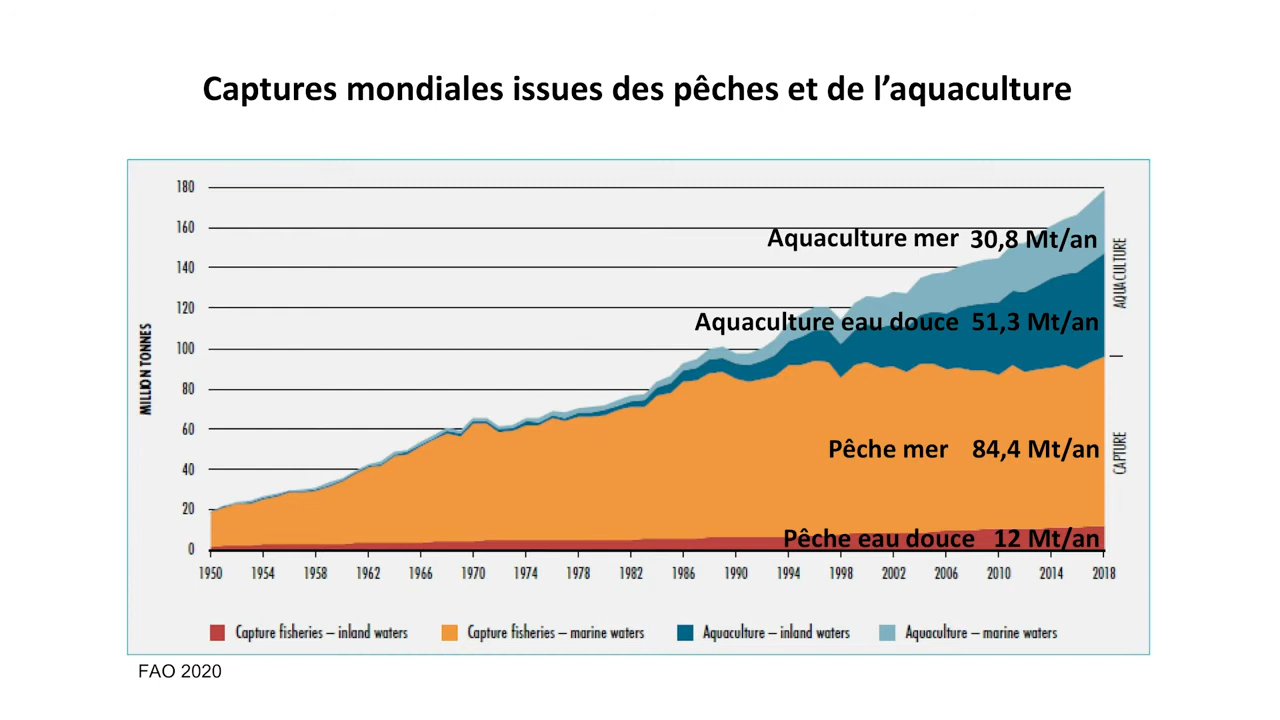 Captures mondiales issues des pêches et de l’aquaculture
MILLION TONNES
180
160
140
120
100
80
60
40
20
0
Aquaculture mer 30,8 Mt/an
Aquaculture eau douce 51,3 Mt/an
Pêche mer 84,4 Mt/an
Pêche eau douce 12 Mt/an
AQUACULTURE
CAPTURE
1950 1954 1958 1962 1966 1970 1974 1978 1982 1986 1990 1994 1998 2002 2006 2010 2014 2018
Capture fisheries – inland waters Capture fisheries – marine waters Aquaculture – inland waters Aquaculture – marine waters
FAO 2020